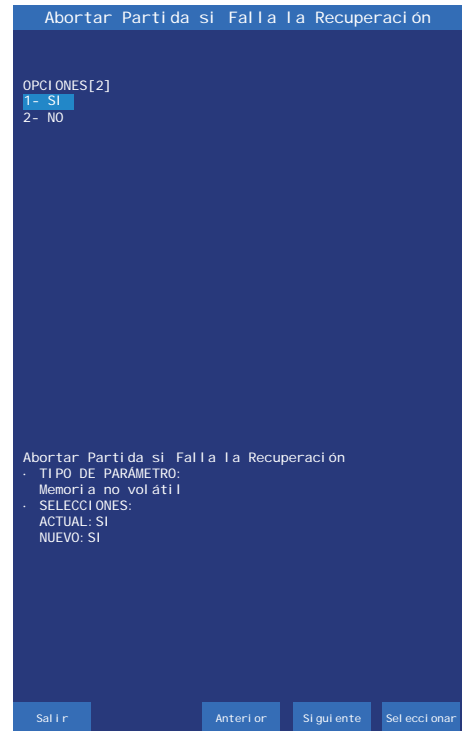 Abortar Partida si Falla la Recuperación
OPCIONES[2]
1- SI
2- NO
Abortar Partida si Falla la Recuperación
· TIPO DE PARÁMETRO:
Memoria no volátil
· SELECCIONES:
ACTUAL: SI
NUEVO: SI
Salir Anterior Siguiente Seleccionar